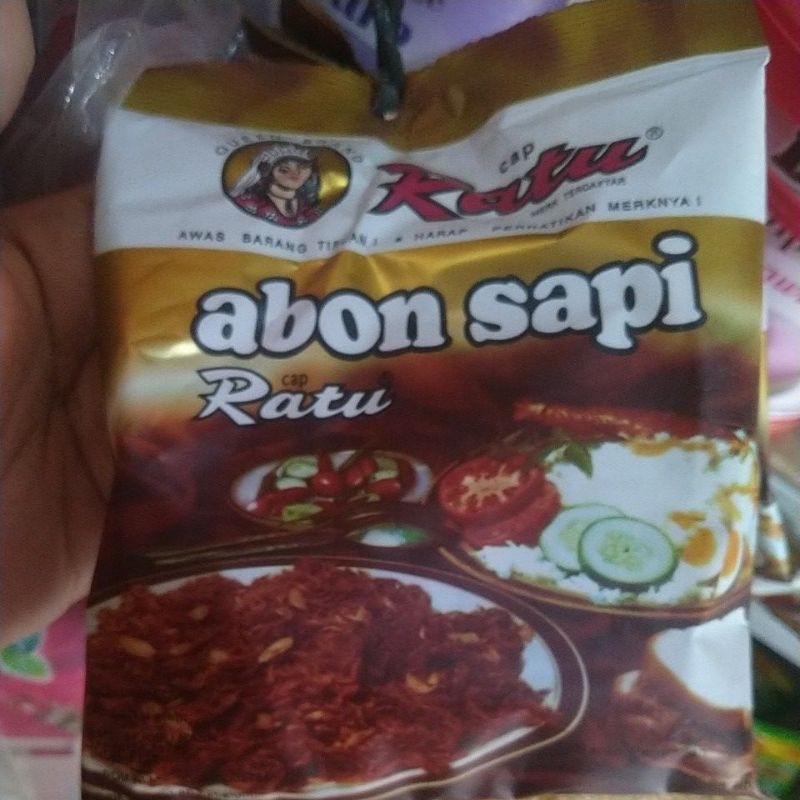 QUEEN BRAND
cap
Ratu®
MERK TERDAFTAR
AWAS BARANG TIRUAN! ★ HARAP PERHATIKAN MERKNYA!
abon sapi
cap
Ratu®